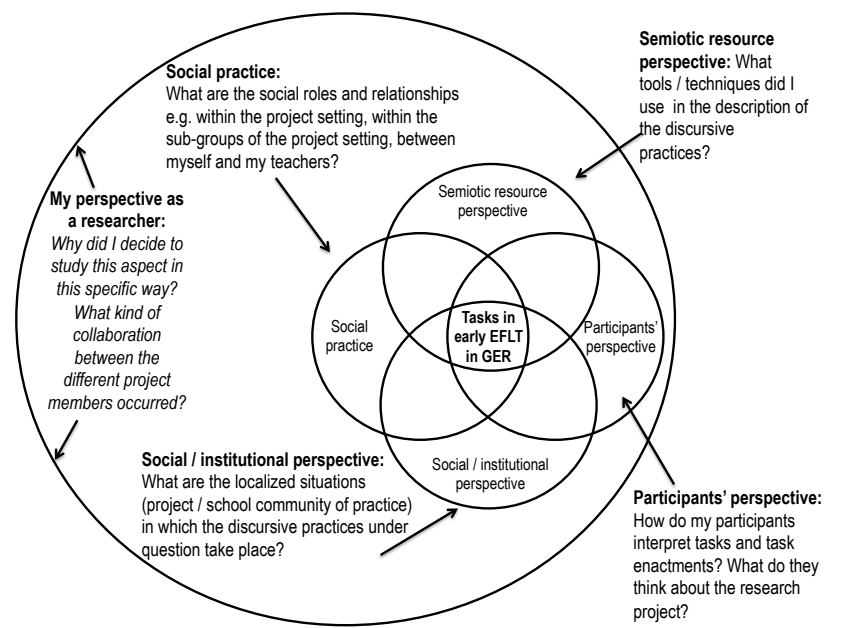 Semiotic resource
perspective: What
tools / techniques did I
use in the description of
the discursive
practices?
Social practice:
What are the social roles and relationships
e.g. within the project setting, within the
sub-groups of the project setting, between
myself and my teachers?
My perspective as
a researcher:
Why did I decide to
study this aspect in
this specific way?
What kind of
collaboration
between the
different project
members occurred?
Semiotic resource
perspective
Social
practice
Tasks in
early EFLT
in GER
Participants'
perspective
Social / institutional
perspective
Social / institutional perspective:
What are the localized situations
(project / school community of practice)
in which the discursive practices under
question take place?
Participants' perspective:
How do my participants
interpret tasks and task
enactments? What do they
think about the research
project?